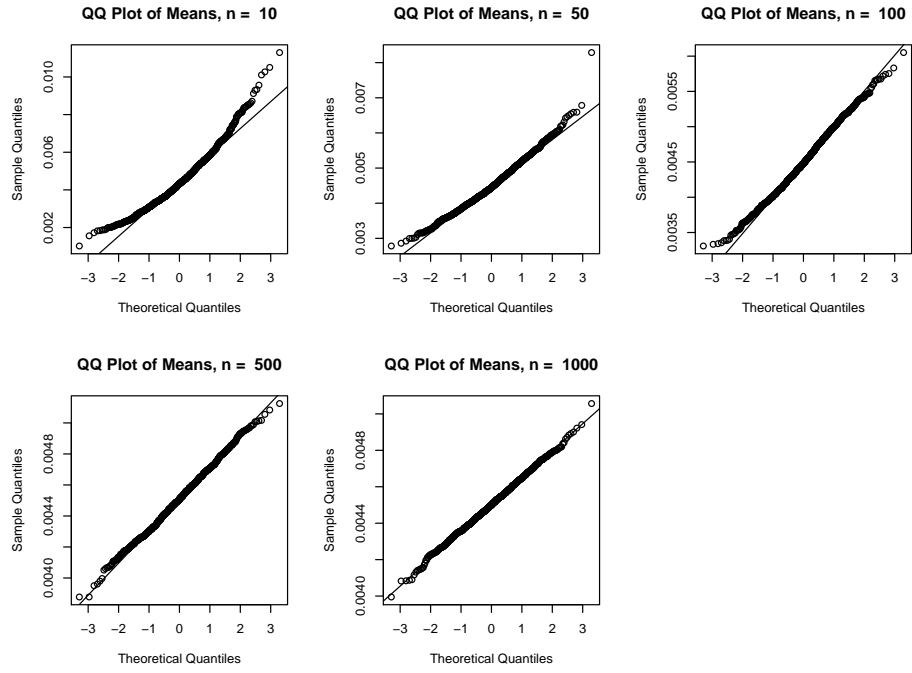 QQ Plot of Means, n = 10
Sample Quantiles
0.002
0.006
0.010
−3 −2 −1 0 1 2 3
Theoretical Quantiles
QQ Plot of Means, n = 50
Sample Quantiles
0.003
0.005
0.007
−3 −2 −1 0 1 2 3
Theoretical Quantiles
QQ Plot of Means, n = 100
Sample Quantiles
0.0035
0.0045
0.0055
−3 −2 −1 0 1 2 3
Theoretical Quantiles
QQ Plot of Means, n = 500
Sample Quantiles
0.0040
0.0044
0.0048
−3 −2 −1 0 1 2 3
Theoretical Quantiles
QQ Plot of Means, n = 1000
Sample Quantiles
0.0040
0.0044
0.0048
−3 −2 −1 0 1 2 3
Theoretical Quantiles